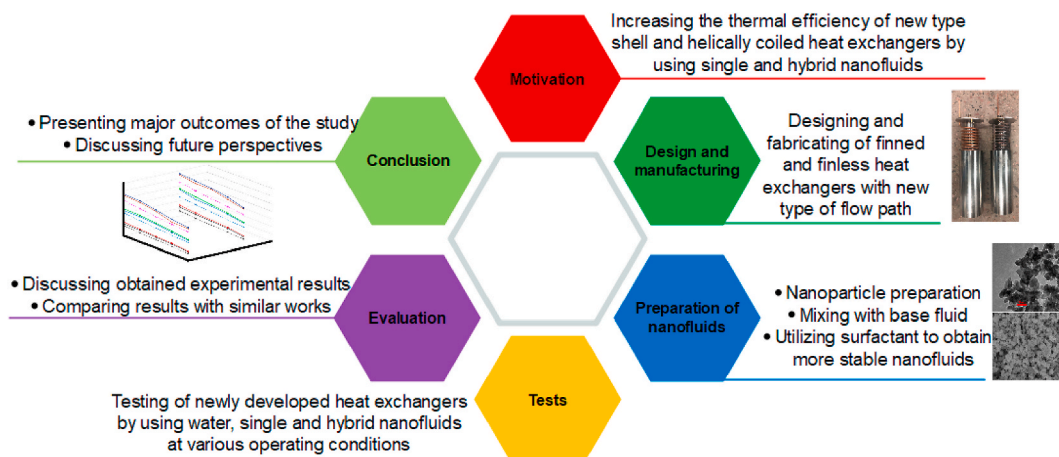 Motivation
Increasing the thermal efficiency of new type
shell and helically coiled heat exchangers by
using single and hybrid nanofluids
Design and
manufacturing
Designing and
fabricating of finned
and finless heat
exchangers with new
type of flow path
Preparation of
nanofluids
• Nanoparticle preparation
• Mixing with base fluid
• Utilizing surfactant to obtain
more stable nanofluids
Tests
Testing of newly developed heat exchangers
by using water, single and hybrid nanofluids
at various operating conditions
Evaluation
• Discussing obtained experimental results
• Comparing results with similar works
Conclusion
• Presenting major outcomes of the study
• Discussing future perspectives